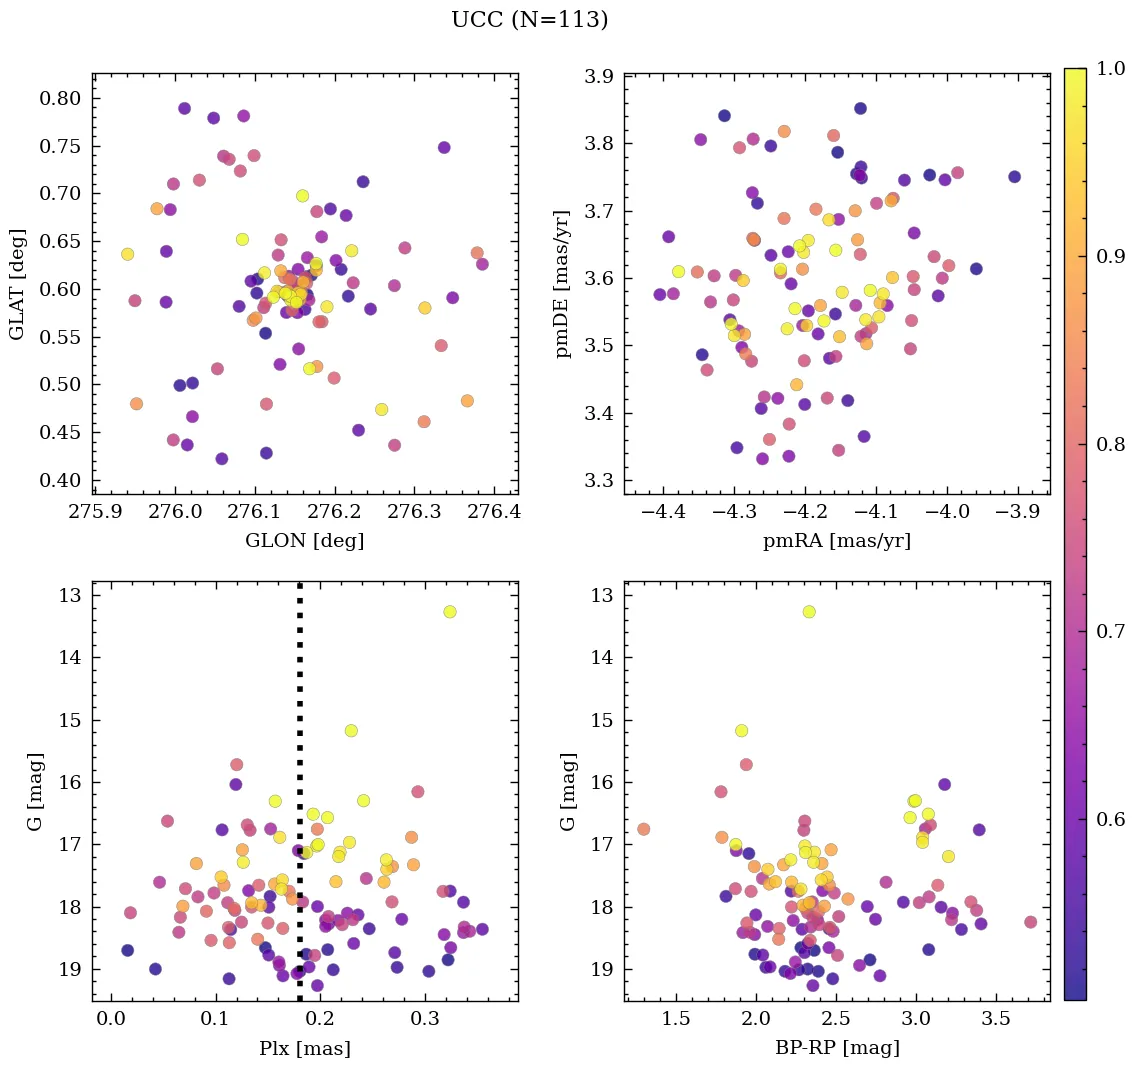 UCC (N=113)
0.80
0.75
0.70
0.65
0.60
0.55
0.50
0.45
0.40
GLAT [deg]
275.9 276.0 276.1 276.2 276.3 276.4
GLON [deg]
3.9
3.8
3.7
3.6
3.5
3.4
3.3
pmDE [mas/yr]
−4.4 −4.3 −4.2 −4.1 −4.0 −3.9
pmRA [mas/yr]
13
14
15
16
17
18
19
G [mag]
0.0 0.1 0.2 0.3
Plx [mas]
13
14
15
16
17
18
19
G [mag]
1.5 2.0 2.5 3.0 3.5
BP-RP [mag]
1.0
0.9
0.8
0.7
0.6